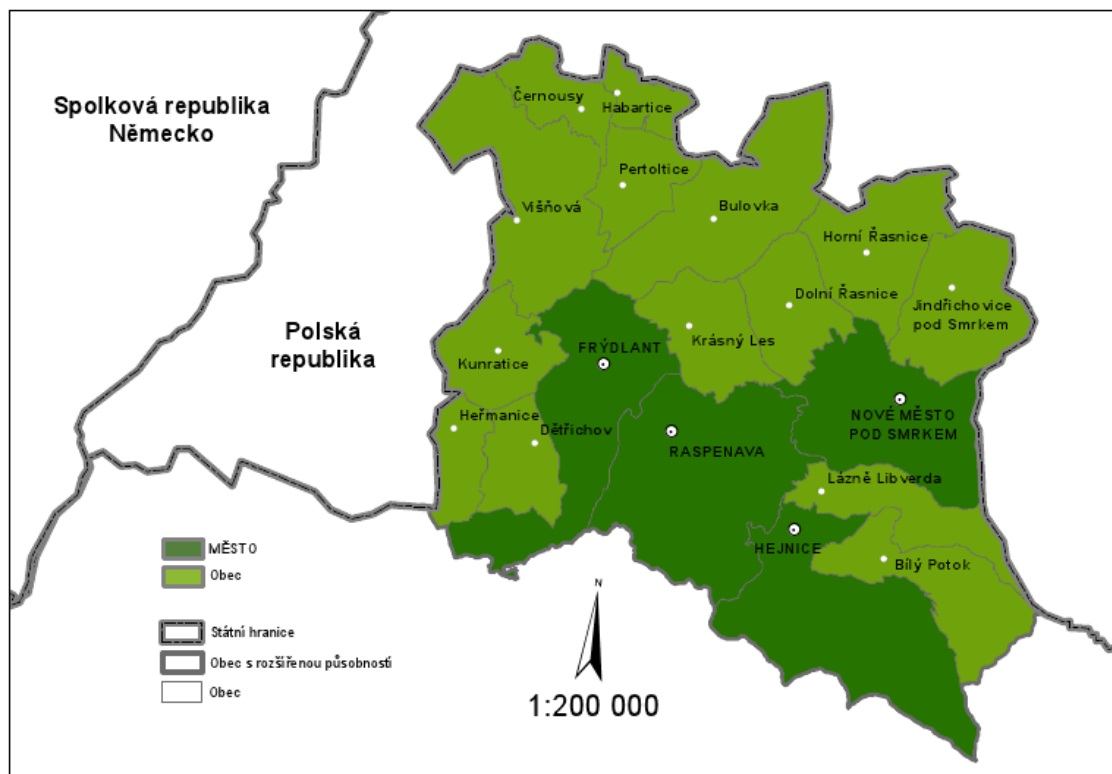 Spolková republika
Německo
Černousy
Habartice
Pertoltice
Višňová
Bulovka
Horní Řasnice
Dolní Řasnice
Jindřichovice
pod Smrkem
Polská
republika
Krásný Les
FRÝDLANT
Kunratice
Heřmanice
Dětřichov
NOVÉ MĚSTO
POD SMRKEM
RASPENAVA
Lázně Libverda
HEJNICE
Bílý Potok
MĚSTO
Obec
Státní hranice
Obec s rozšířenou působností
Obec
N
1:200 000